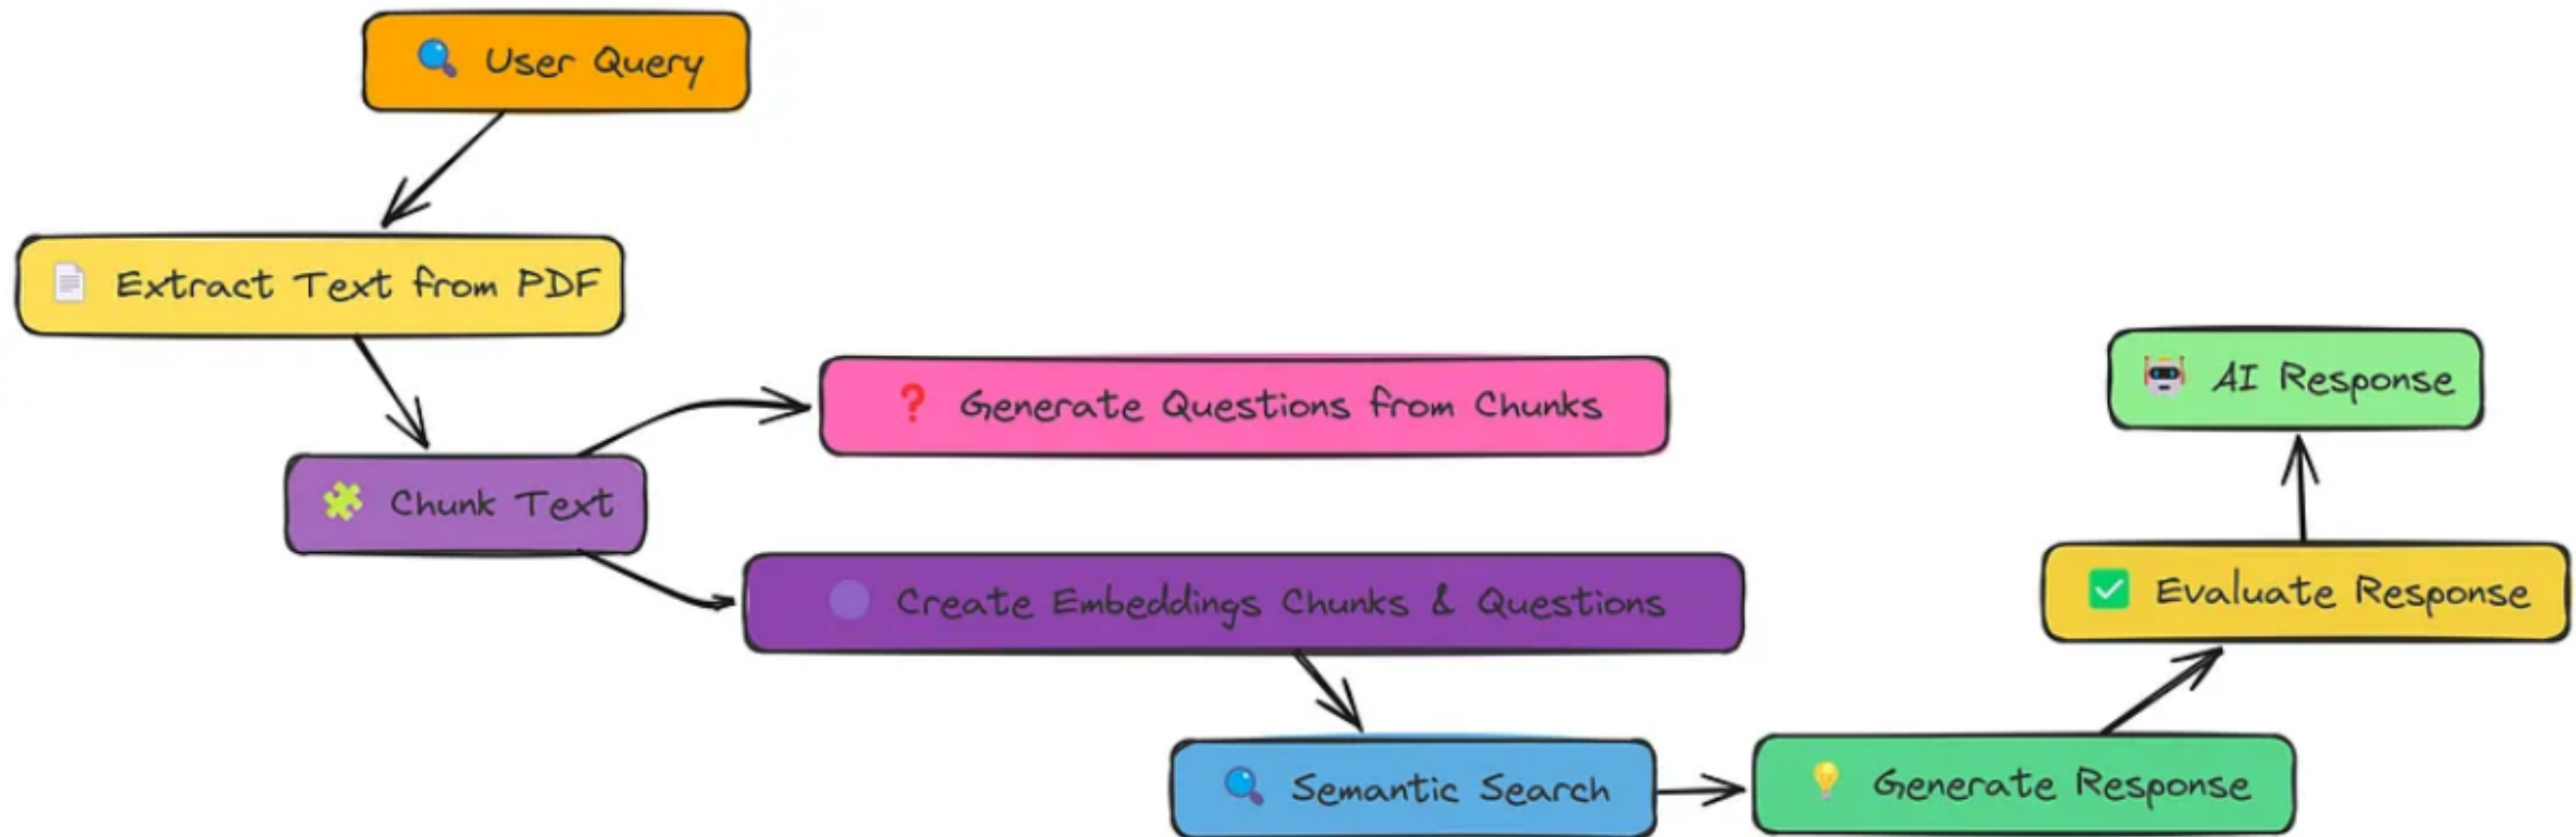 User Query
Extract Text from PDF
Generate Questions from Chunks
AI Response
Chunk Text
Create Embeddings Chunks & Questions
Evaluate Response
Semantic Search
Generate Response